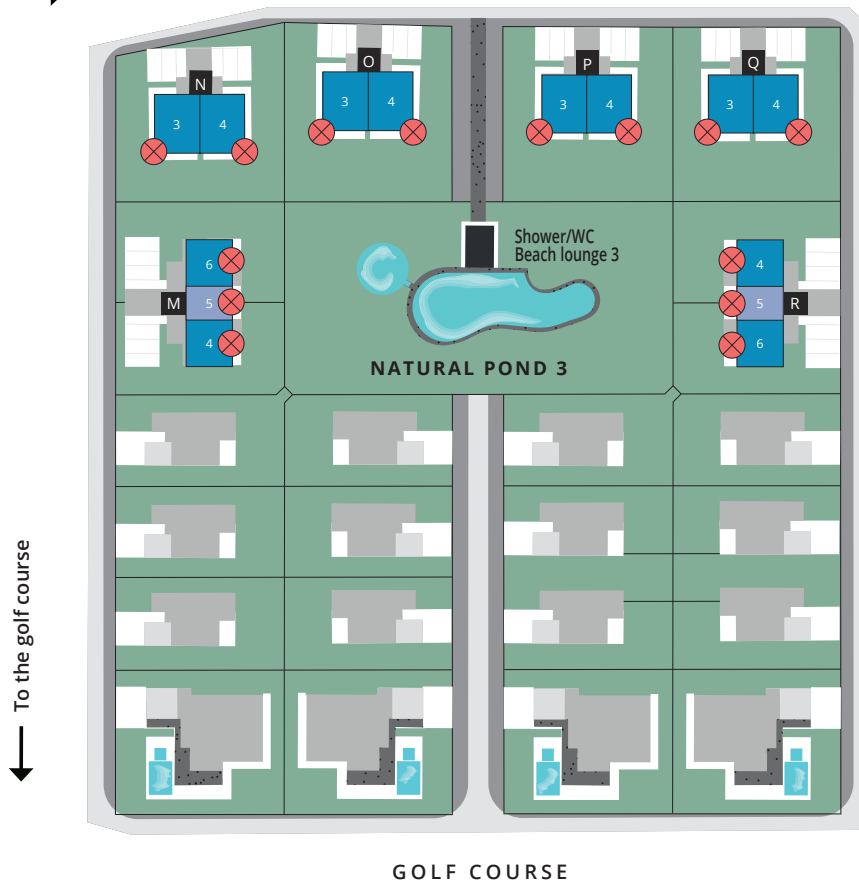 N
O
P
Q
3
4
3
4
3
4
3
4
Shower/WC
Beach lounge 3
6
M
5
4
4
5
R
6
NATURAL POND 3
To the golf course
GOLF COURSE